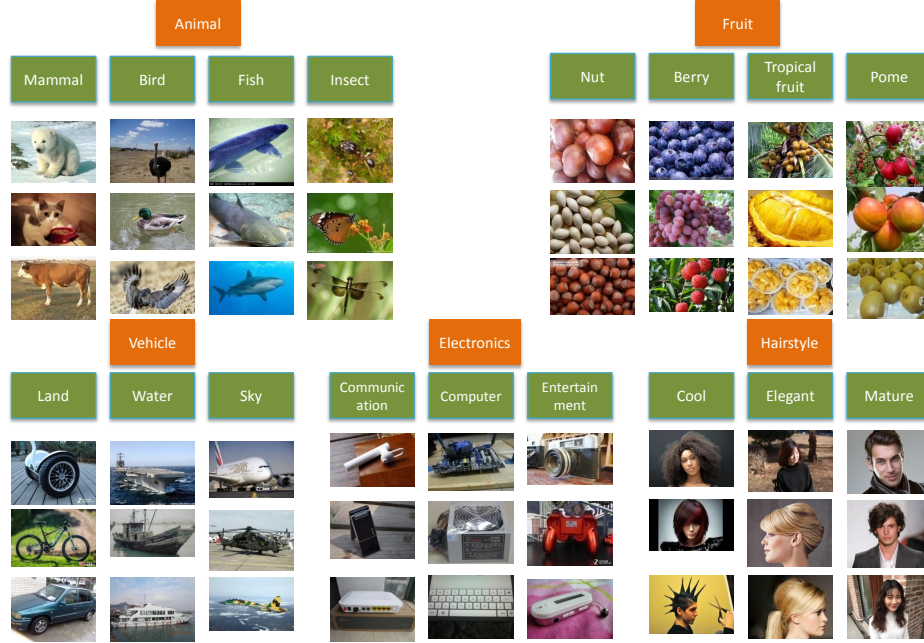 Animal
Fruit
Mammal
Bird
Fish
Insect
Nut
Berry
Tropical
fruit
Pome
Vehicle
Electronics
Hairstyle
Land
Water
Sky
Communic
ation
Computer
Entertain
ment
Cool
Elegant
Mature